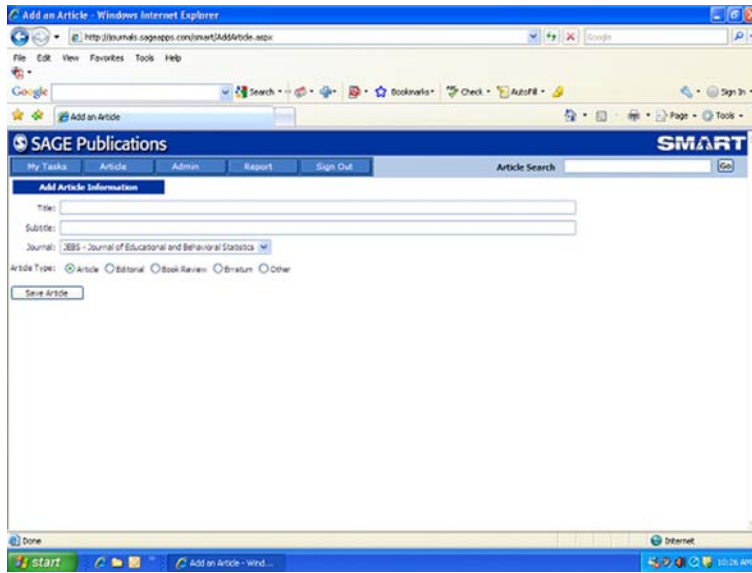 Add an Article - Windows Internet Explorer
http://journals.sageapps.com/smart/AddArticle.aspx
Google
File Edit View Favorites Tools Help
Google Search Bookmarks Check AutoFill Sign In
Add an Article Page Tools
SAGE Publications SMART
My Tasks Article Admin Report Sign Out Article Search Go
Add Article Information
Title:
Subtitle:
Journal: JEBS - Journal of Educational and Behavioral Statistics
Article Type: Article Editorial Book Review Erratum Other
Save Article
Done Internet
start Add an Article - Wind... 10:26 AM